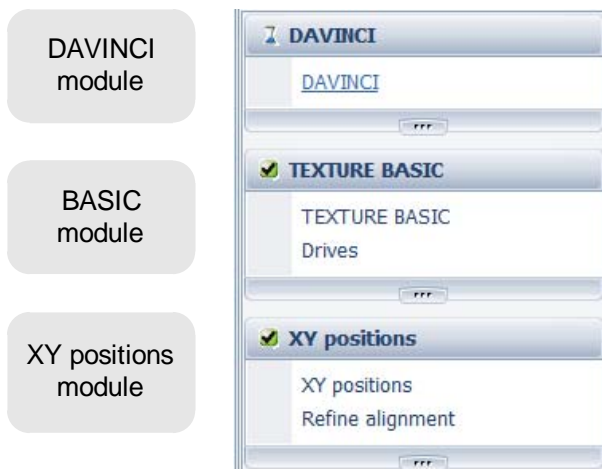 DAVINCI
module
DAVINCI
DAVINCI
BASIC
module
TEXTURE BASIC
TEXTURE BASIC
Drives
XY positions
module
XY positions
XY positions
Refine alignment